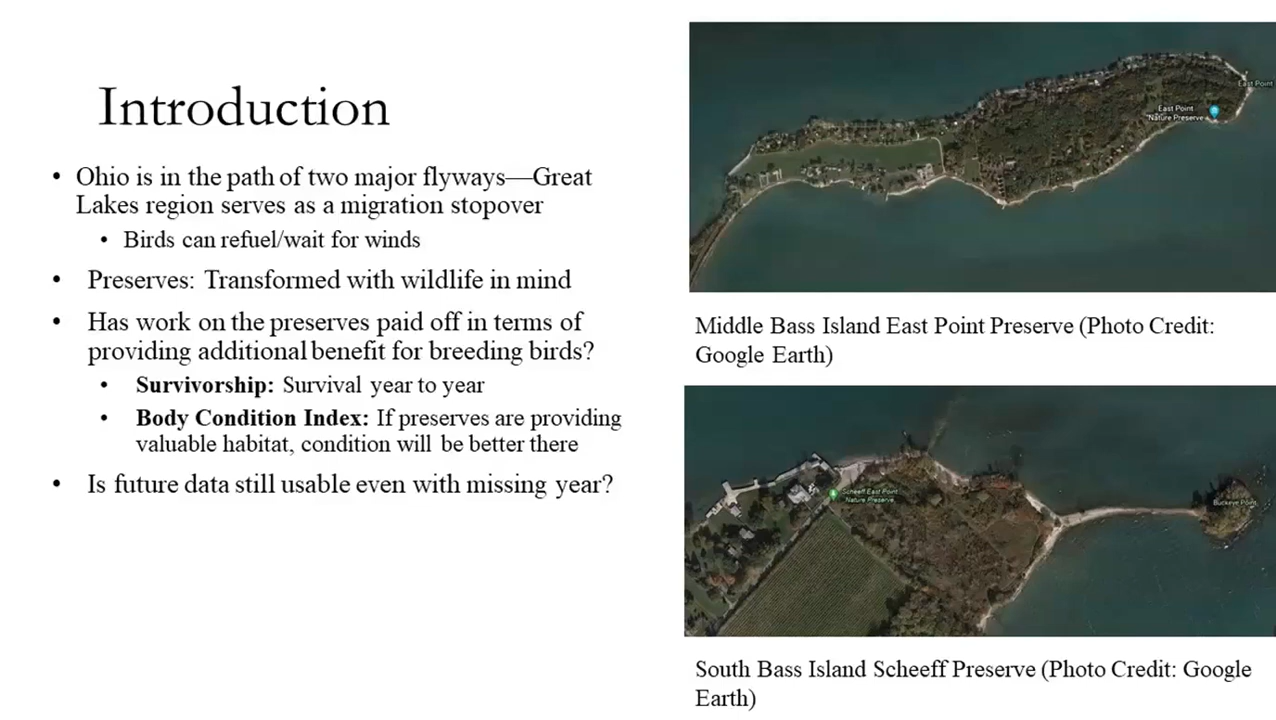 Introduction
• Ohio is in the path of two major flyways—Great
Lakes region serves as a migration stopover
• Birds can refuel/wait for winds
• Preserves: Transformed with wildlife in mind
• Has work on the preserves paid off in terms of
providing additional benefit for breeding birds?
• Survivorship: Survival year to year
• Body Condition Index: If preserves are providing
valuable habitat, condition will be better there
• Is future data still usable even with missing year?
East Point
East Point
Nature Preserve
Middle Bass Island East Point Preserve (Photo Credit:
Google Earth)
Scheeff East Point
Nature Preserve
Buckeye Point
South Bass Island Scheeff Preserve (Photo Credit: Google
Earth)